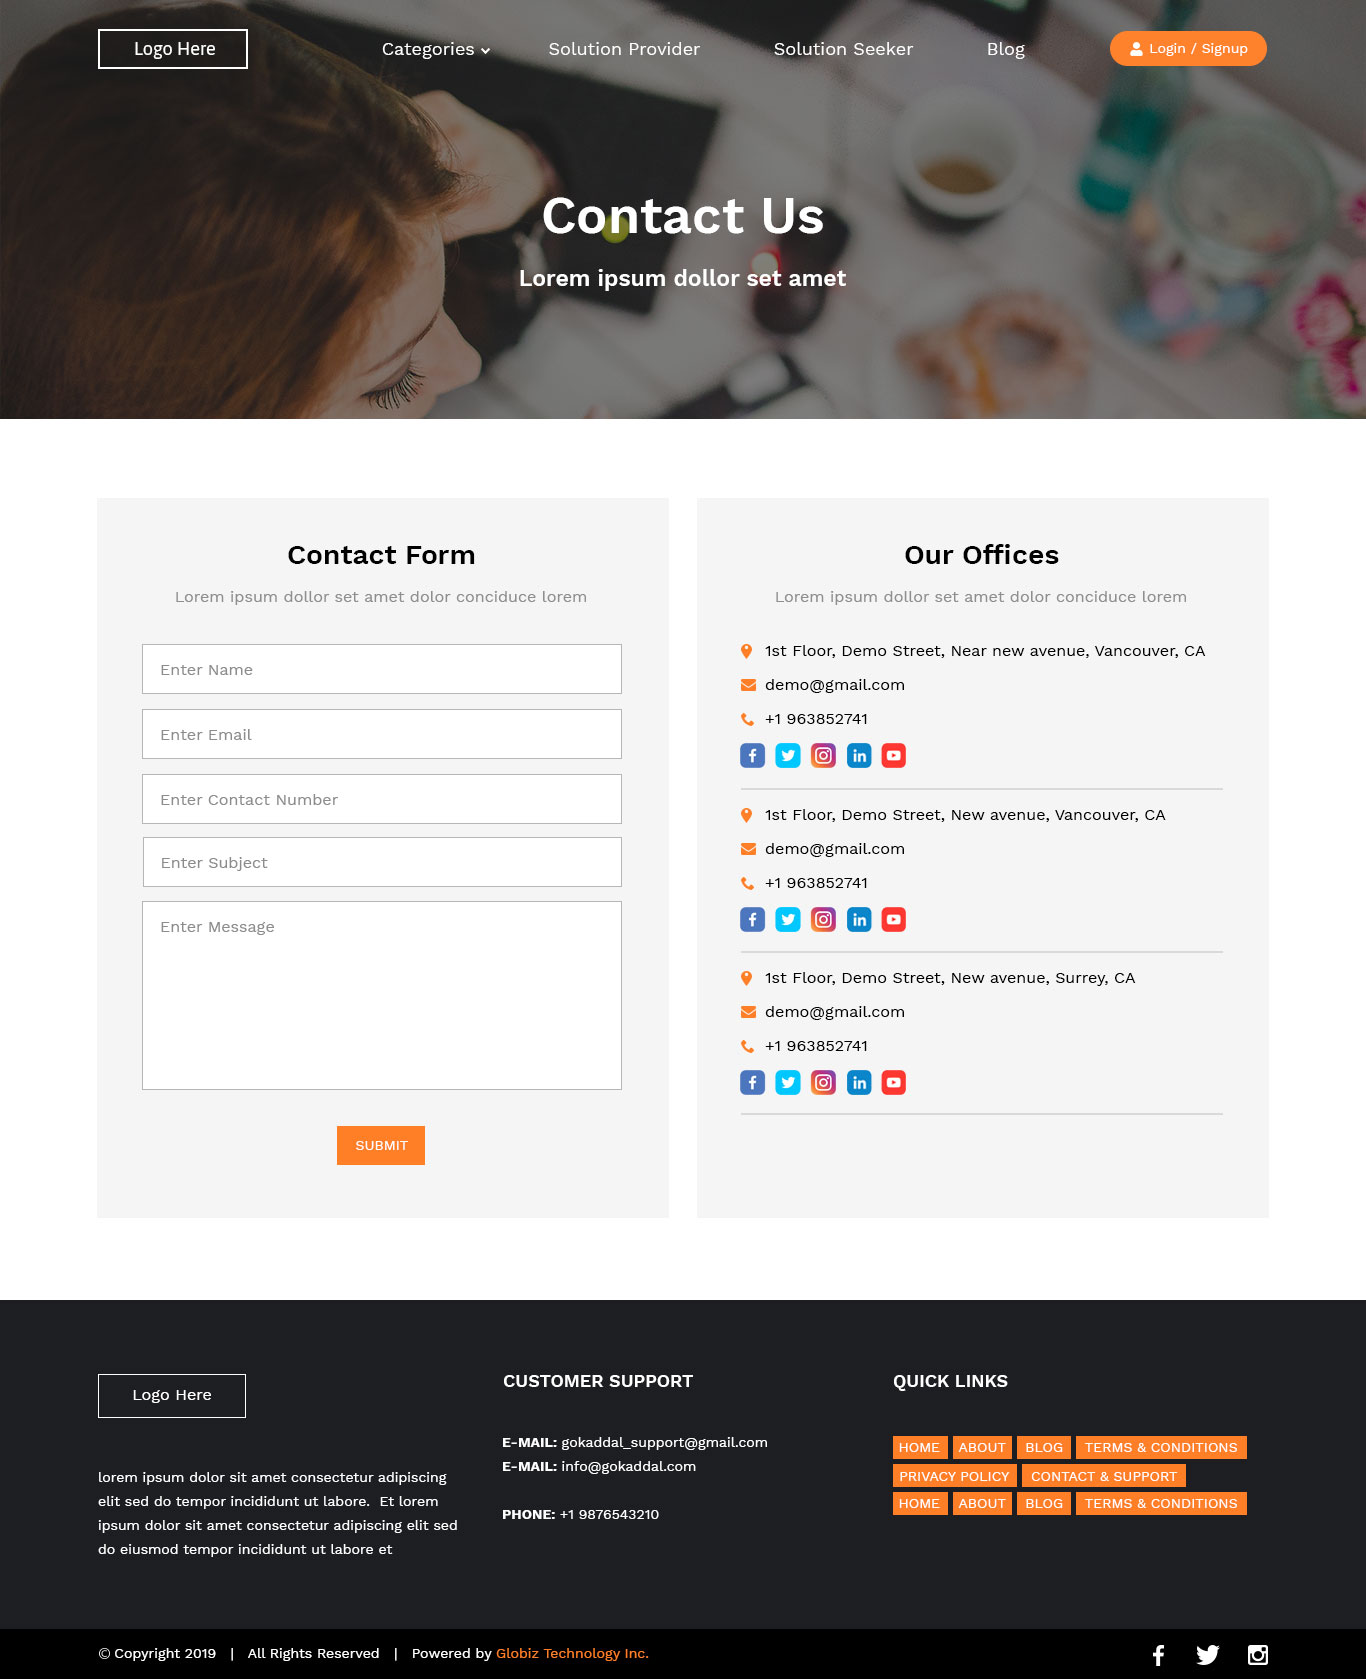 Logo Here
Categories
Solution Provider
Solution Seeker
Blog
Login / Signup
Contact Us
Lorem ipsum dollor set amet
Contact Form
Lorem ipsum dollor set amet dolor conciduce lorem
Enter Name
Enter Email
Enter Contact Number
Enter Subject
Enter Message
SUBMIT
Our Offices
Lorem ipsum dollor set amet dolor conciduce lorem
1st Floor, Demo Street, Near new avenue, Vancouver, CA
demo@gmail.com
+1 963852741
1st Floor, Demo Street, New avenue, Vancouver, CA
demo@gmail.com
+1 963852741
1st Floor, Demo Street, New avenue, Surrey, CA
demo@gmail.com
+1 963852741
Logo Here
lorem ipsum dolor sit amet consectetur adipiscing
elit sed do tempor incididunt ut labore.  Et lorem
ipsum dolor sit amet consectetur adipiscing elit sed
do eiusmod tempor incididunt ut labore et
CUSTOMER SUPPORT
E-MAIL: gokaddal_support@gmail.com
E-MAIL: info@gokaddal.com
PHONE: +1 9876543210
QUICK LINKS
HOME ABOUT BLOG TERMS & CONDITIONS
PRIVACY POLICY CONTACT & SUPPORT
HOME ABOUT BLOG TERMS & CONDITIONS
© Copyright 2019 | All Rights Reserved | Powered by Globiz Technology Inc.